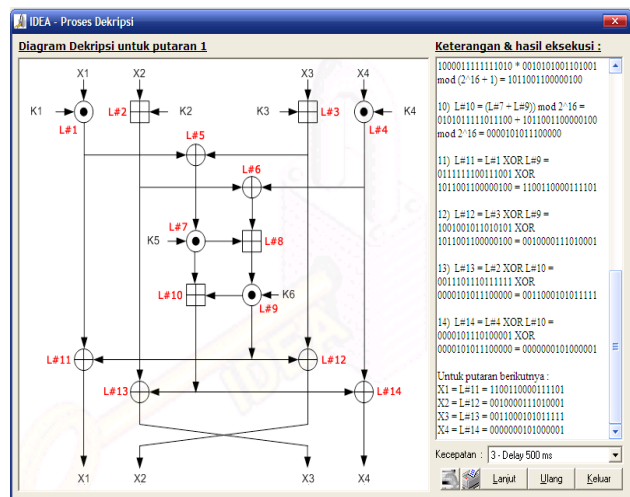 IDEA - Proses Dekripsi
Diagram Dekripsi untuk putaran 1
X1 X2 X3 X4
K1 L#1 L#2 K2 K3 L#3 L#4 K4
L#5
L#6
L#7
K5 L#8
L#10 K6
L#9
L#11 L#12
L#13 L#14
X1 X2 X3 X4
IDEA
Keterangan & hasil eksekusi :
1000011111111010 * 0010101001101001
mod (2^16 + 1) = 1011001100000100
10) L#10 = (L#7 + L#9)) mod 2^16 =
0101011111011100 + 1011001100000100
mod 2^16 = 0000101011100000
11) L#11 = L#1 XOR L#9 =
0111111100111001 XOR
1011001100000100 = 1100110000111101
12) L#12 = L#3 XOR L#9 =
1001001011010101 XOR
1011001100000100 = 0010000111010001
13) L#13 = L#2 XOR L#10 =
0011101110111111 XOR
0000101011100000 = 0011000101011111
14) L#14 = L#4 XOR L#10 =
0000101110100001 XOR
0000101011100000 = 0000000101000001
Untuk putaran berikutnya :
X1 = L#11 = 1100110000111101
X2 = L#12 = 0010000111010001
X3 = L#13 = 0011000101011111
X4 = L#14 = 0000000101000001
Kecepatan : 3 - Delay 500 ms
Lanjut Ulang Keluar